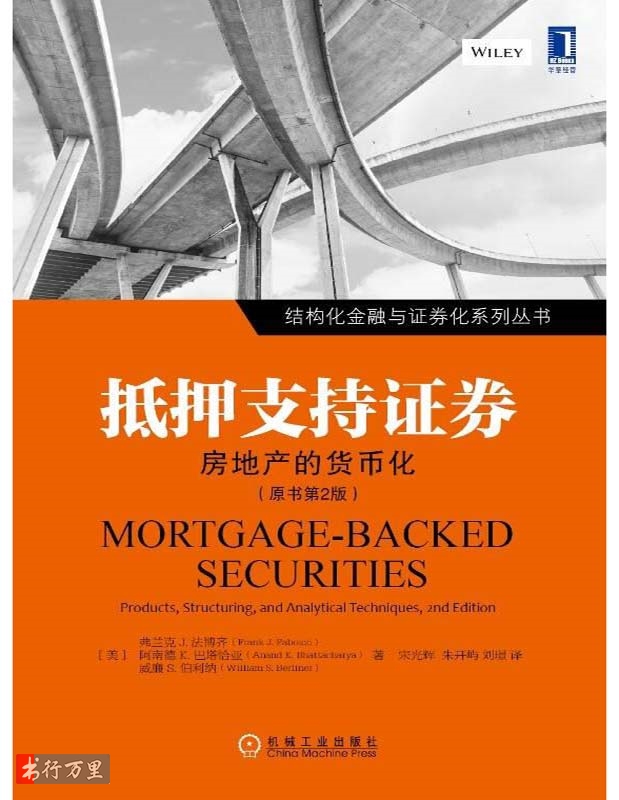 WILEY
HZ Books
华章经管
结构化金融与证券化系列丛书
抵押支持证券
房地产的货币化
（原书第2版）
MORTGAGE-BACKED
SECURITIES
Products, Structuring, and Analytical Techniques, 2nd Edition
弗兰克 J. 法博齐（Frank J. Fabozzi）
［美］ 阿南德 K. 巴塔恰亚（Anand K. Bhattacharya） 著 宋光辉 朱开屿 刘璟 译
威廉 S. 伯利纳（William S. Berliner）
机械工业出版社
China Machine Press
书行万里